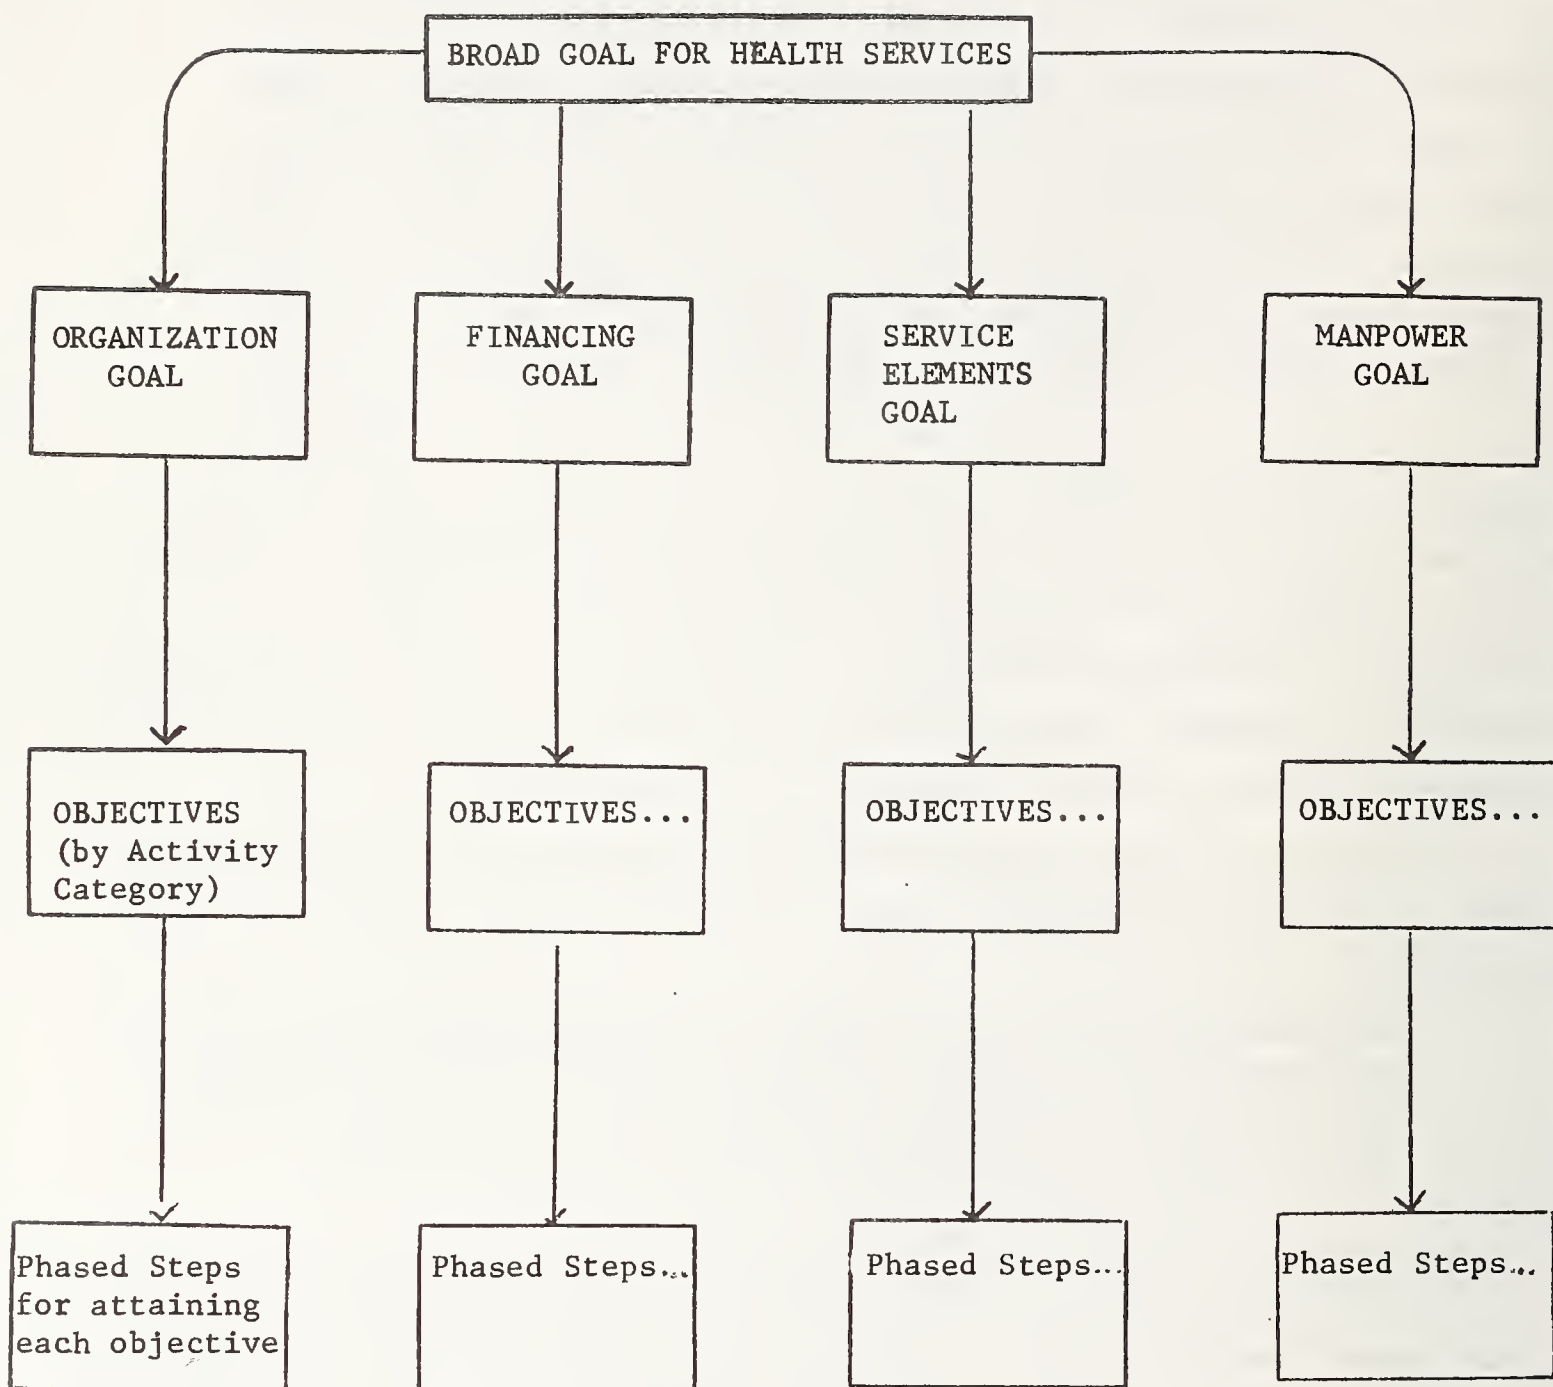 BROAD GOAL FOR HEALTH SERVICES
ORGANIZATION
GOAL
FINANCING
GOAL
SERVICE
ELEMENTS
GOAL
MANPOWER
GOAL
OBJECTIVES
(by Activity
Category)
OBJECTIVES...
OBJECTIVES...
OBJECTIVES...
Phased Steps
for attaining
each objective
Phased Steps...
Phased Steps...
Phased Steps...